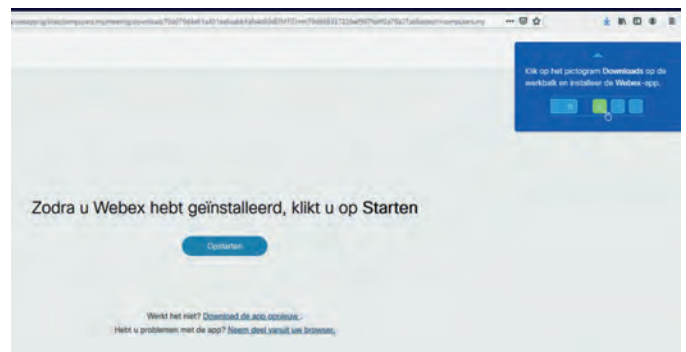 Klik op het pictogram Downloads op de
werkbalk en installeer de Webex-app.
Zodra u Webex hebt geïnstalleerd, klikt u op Starten
Opstarten
Werkt het niet? Download de app opnieuw.
Hebt u problemen met de app? Neem deel vanuit uw browser.